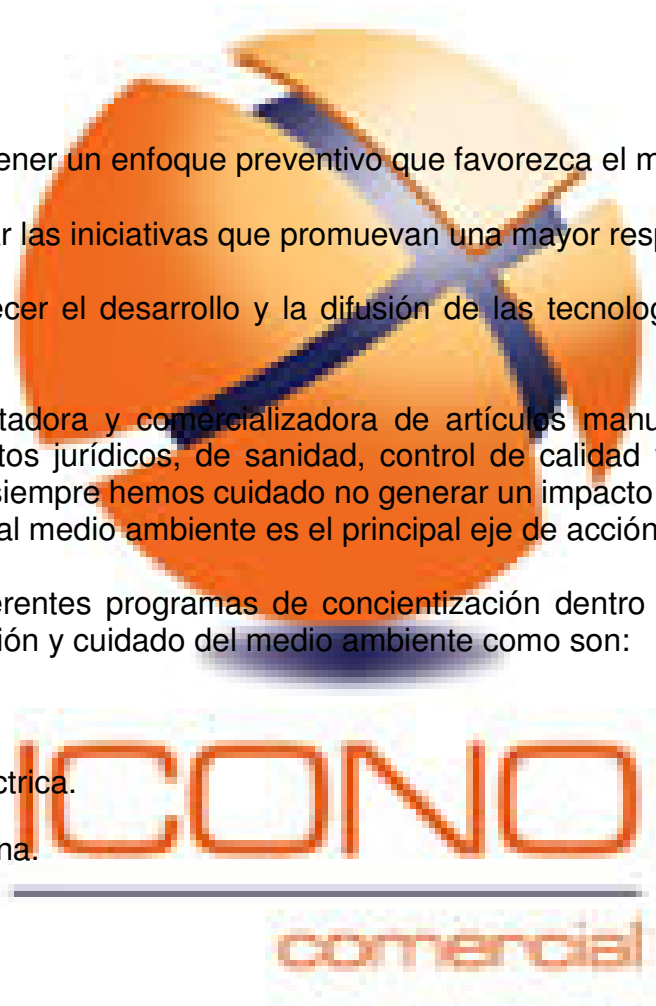 ener un enfoque preventivo que favorezca el m
r las iniciativas que promuevan una mayor resp
ecer el desarrollo y la difusión de las tecnolog
tadora y comercializadora de artículos manu
tos jurídicos, de sanidad, control de calidad
siempre hemos cuidado no generar un impacto
al medio ambiente es el principal eje de acción
erentes programas de concientización dentro
ión y cuidado del medio ambiente como son:
ctrica.
na.
ICONO
comercial